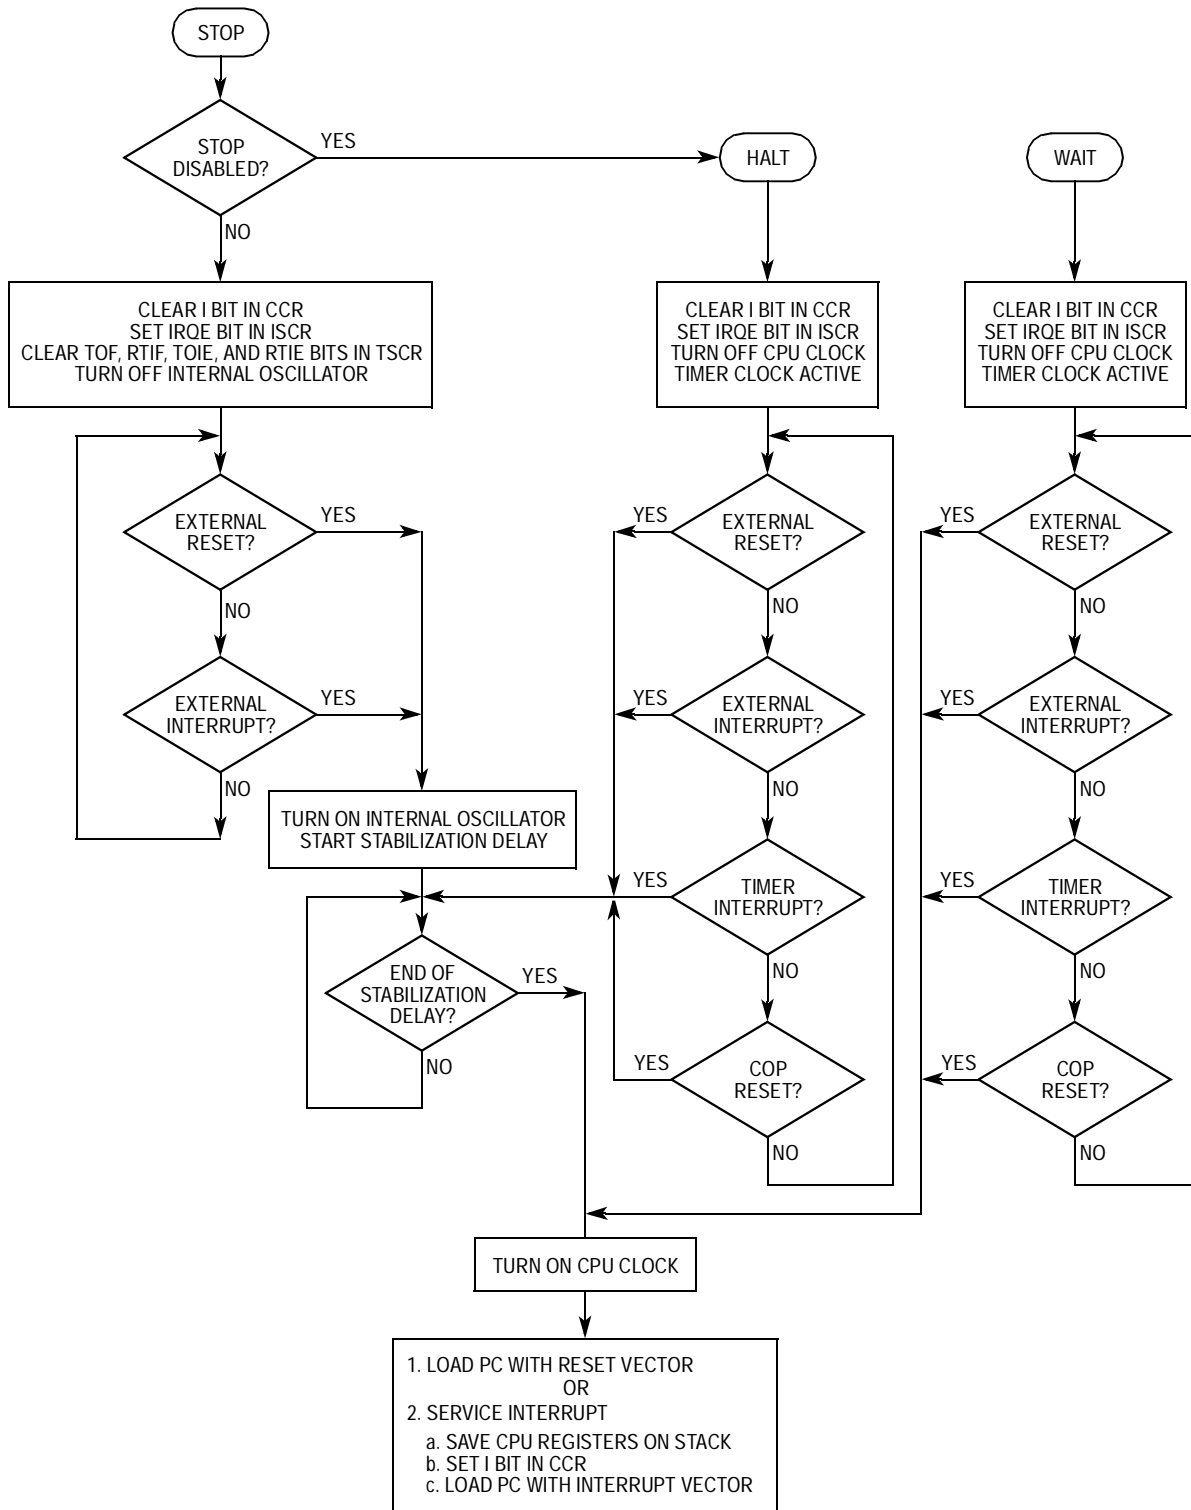 STOP
STOP
DISABLED?
YES
HALT
WAIT
NO
CLEAR I BIT IN CCR
SET IRQE BIT IN ISCR
CLEAR TOF, RTIF, TOIE, AND RTIE BITS IN TSCR
TURN OFF INTERNAL OSCILLATOR
CLEAR I BIT IN CCR
SET IRQE BIT IN ISCR
TURN OFF CPU CLOCK
TIMER CLOCK ACTIVE
CLEAR I BIT IN CCR
SET IRQE BIT IN ISCR
TURN OFF CPU CLOCK
TIMER CLOCK ACTIVE
EXTERNAL
RESET?
YES
NO
EXTERNAL
INTERRUPT?
YES
NO
TURN ON INTERNAL OSCILLATOR
START STABILIZATION DELAY
END OF
STABILIZATION
DELAY?
YES
NO
YES
EXTERNAL
RESET?
NO
YES
EXTERNAL
INTERRUPT?
NO
YES
TIMER
INTERRUPT?
NO
YES
COP
RESET?
NO
YES
EXTERNAL
RESET?
NO
YES
EXTERNAL
INTERRUPT?
NO
YES
TIMER
INTERRUPT?
NO
YES
COP
RESET?
NO
TURN ON CPU CLOCK
1. LOAD PC WITH RESET VECTOR
OR
2. SERVICE INTERRUPT
a. SAVE CPU REGISTERS ON STACK
b. SET I BIT IN CCR
c. LOAD PC WITH INTERRUPT VECTOR